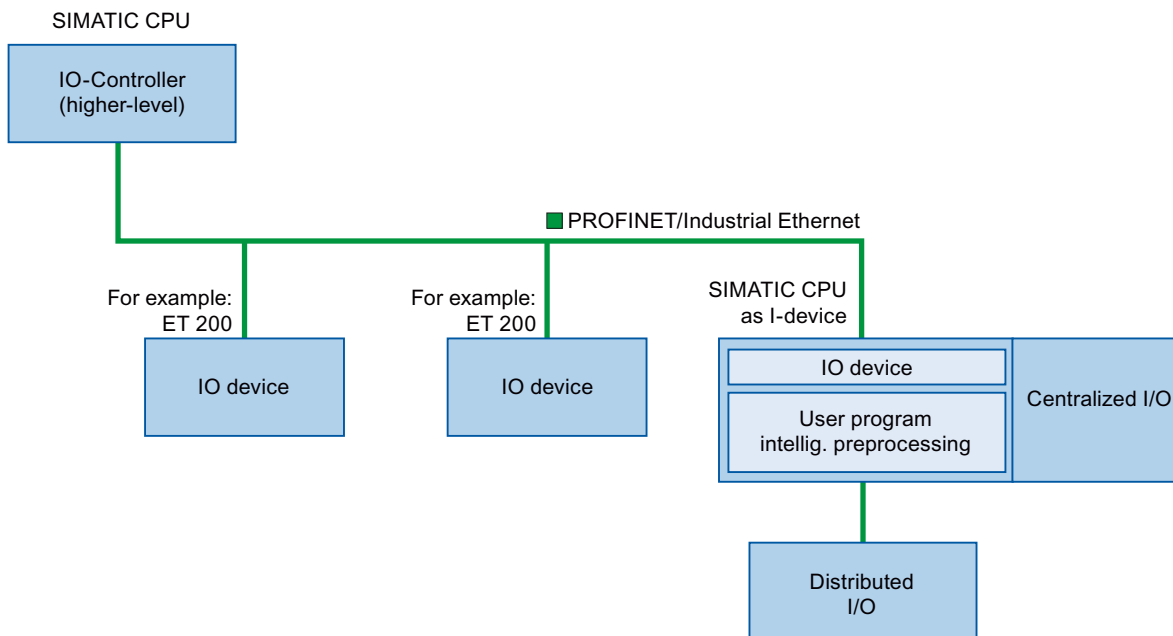 SIMATIC CPU
IO-Controller
(higher-level)
PROFINET/Industrial Ethernet
For example:
ET 200
For example:
ET 200
SIMATIC CPU
as I-device
IO device
IO device
IO device
User program
intellig. preprocessing
Centralized I/O
Distributed
I/O